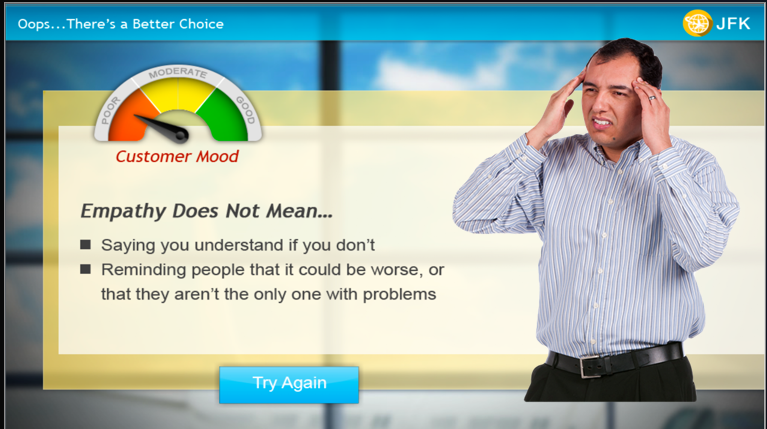 Oops...There's a Better Choice
JFK
POOR
MODERATE
GOOD
Customer Mood
Empathy Does Not Mean...
Saying you understand if you don't
Reminding people that it could be worse, or
that they aren't the only one with problems
Try Again